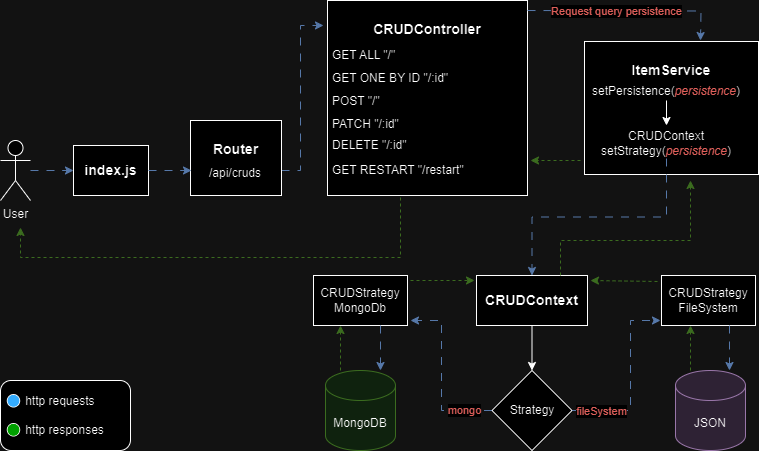 Request query persistence
CRUDController
GET ALL "/"
GET ONE BY ID "/:id"
POST "/"
PATCH "/:id"
DELETE "/:id"
GET RESTART "/restart"
ItemService
setPersistence(persistence)
CRUDContext
setStrategy(persistence)
Router
/api/cruds
index.js
User
CRUDStrategy
MongoDb
CRUDContext
CRUDStrategy
FileSystem
mongo
Strategy
fileSystem
MongoDB
JSON
http requests
http responses